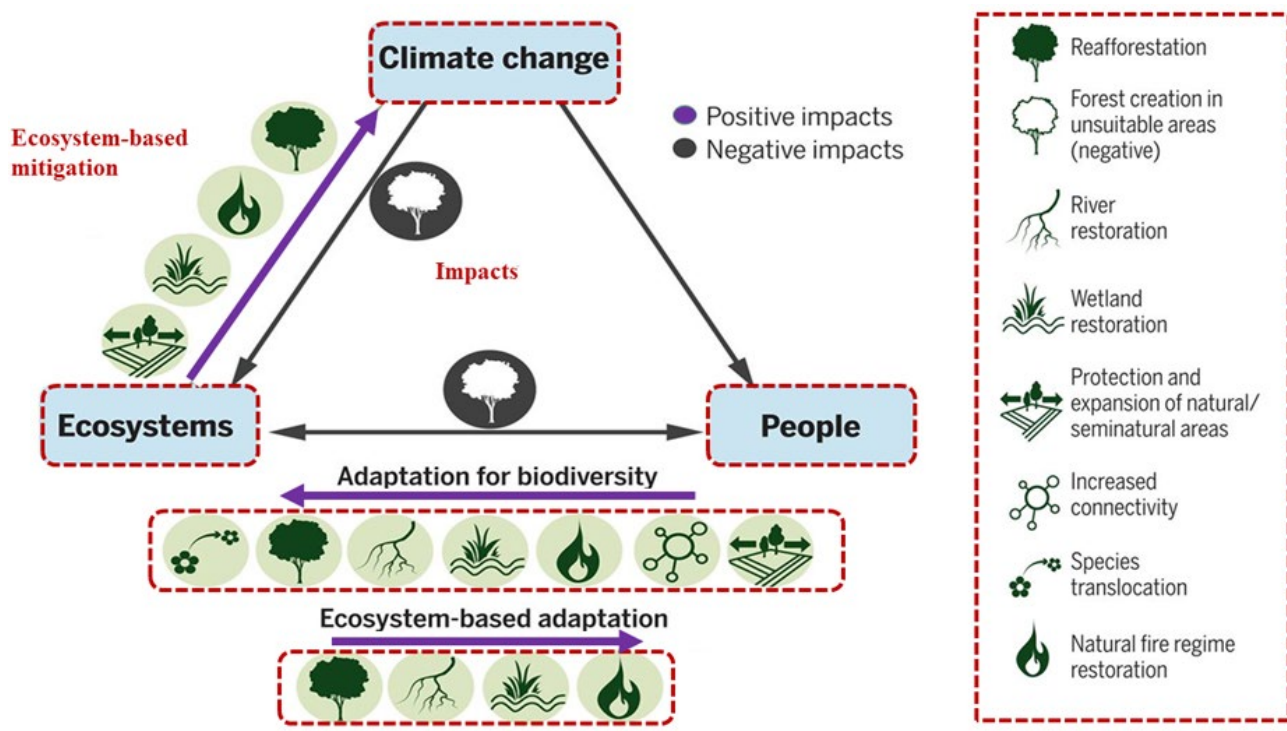 Climate change
Ecosystem-based
mitigation
Positive impacts
Negative impacts
Impacts
Ecosystems
People
Adaptation for biodiversity
Ecosystem-based adaptation
Reafforestation
Forest creation in
unsuitable areas
(negative)
River
restoration
Wetland
restoration
Protection and
expansion of natural/
seminatural areas
Increased
connectivity
Species
translocation
Natural fire regime
restoration